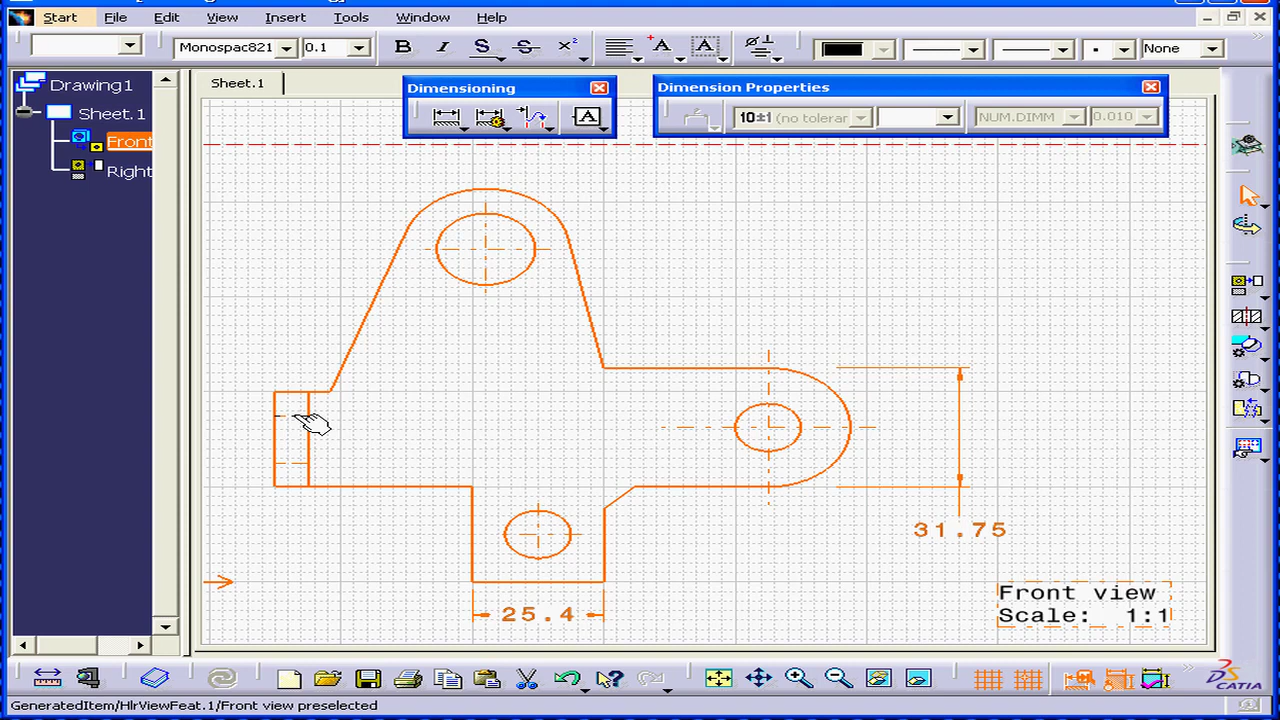 Start File Edit View Insert Tools Window Help
Monospac821 0.1 B I S S x² A A None
Drawing1
Sheet.1
Front
Right
Sheet.1
Dimensioning
A
Dimension Properties
10±1 (no tolerar NUM.DIMM 0.010
31.75
25.4
Front view
Scale: 1:1
CATIA
GeneratedItem/HlrViewFeat.1/Front view preselected